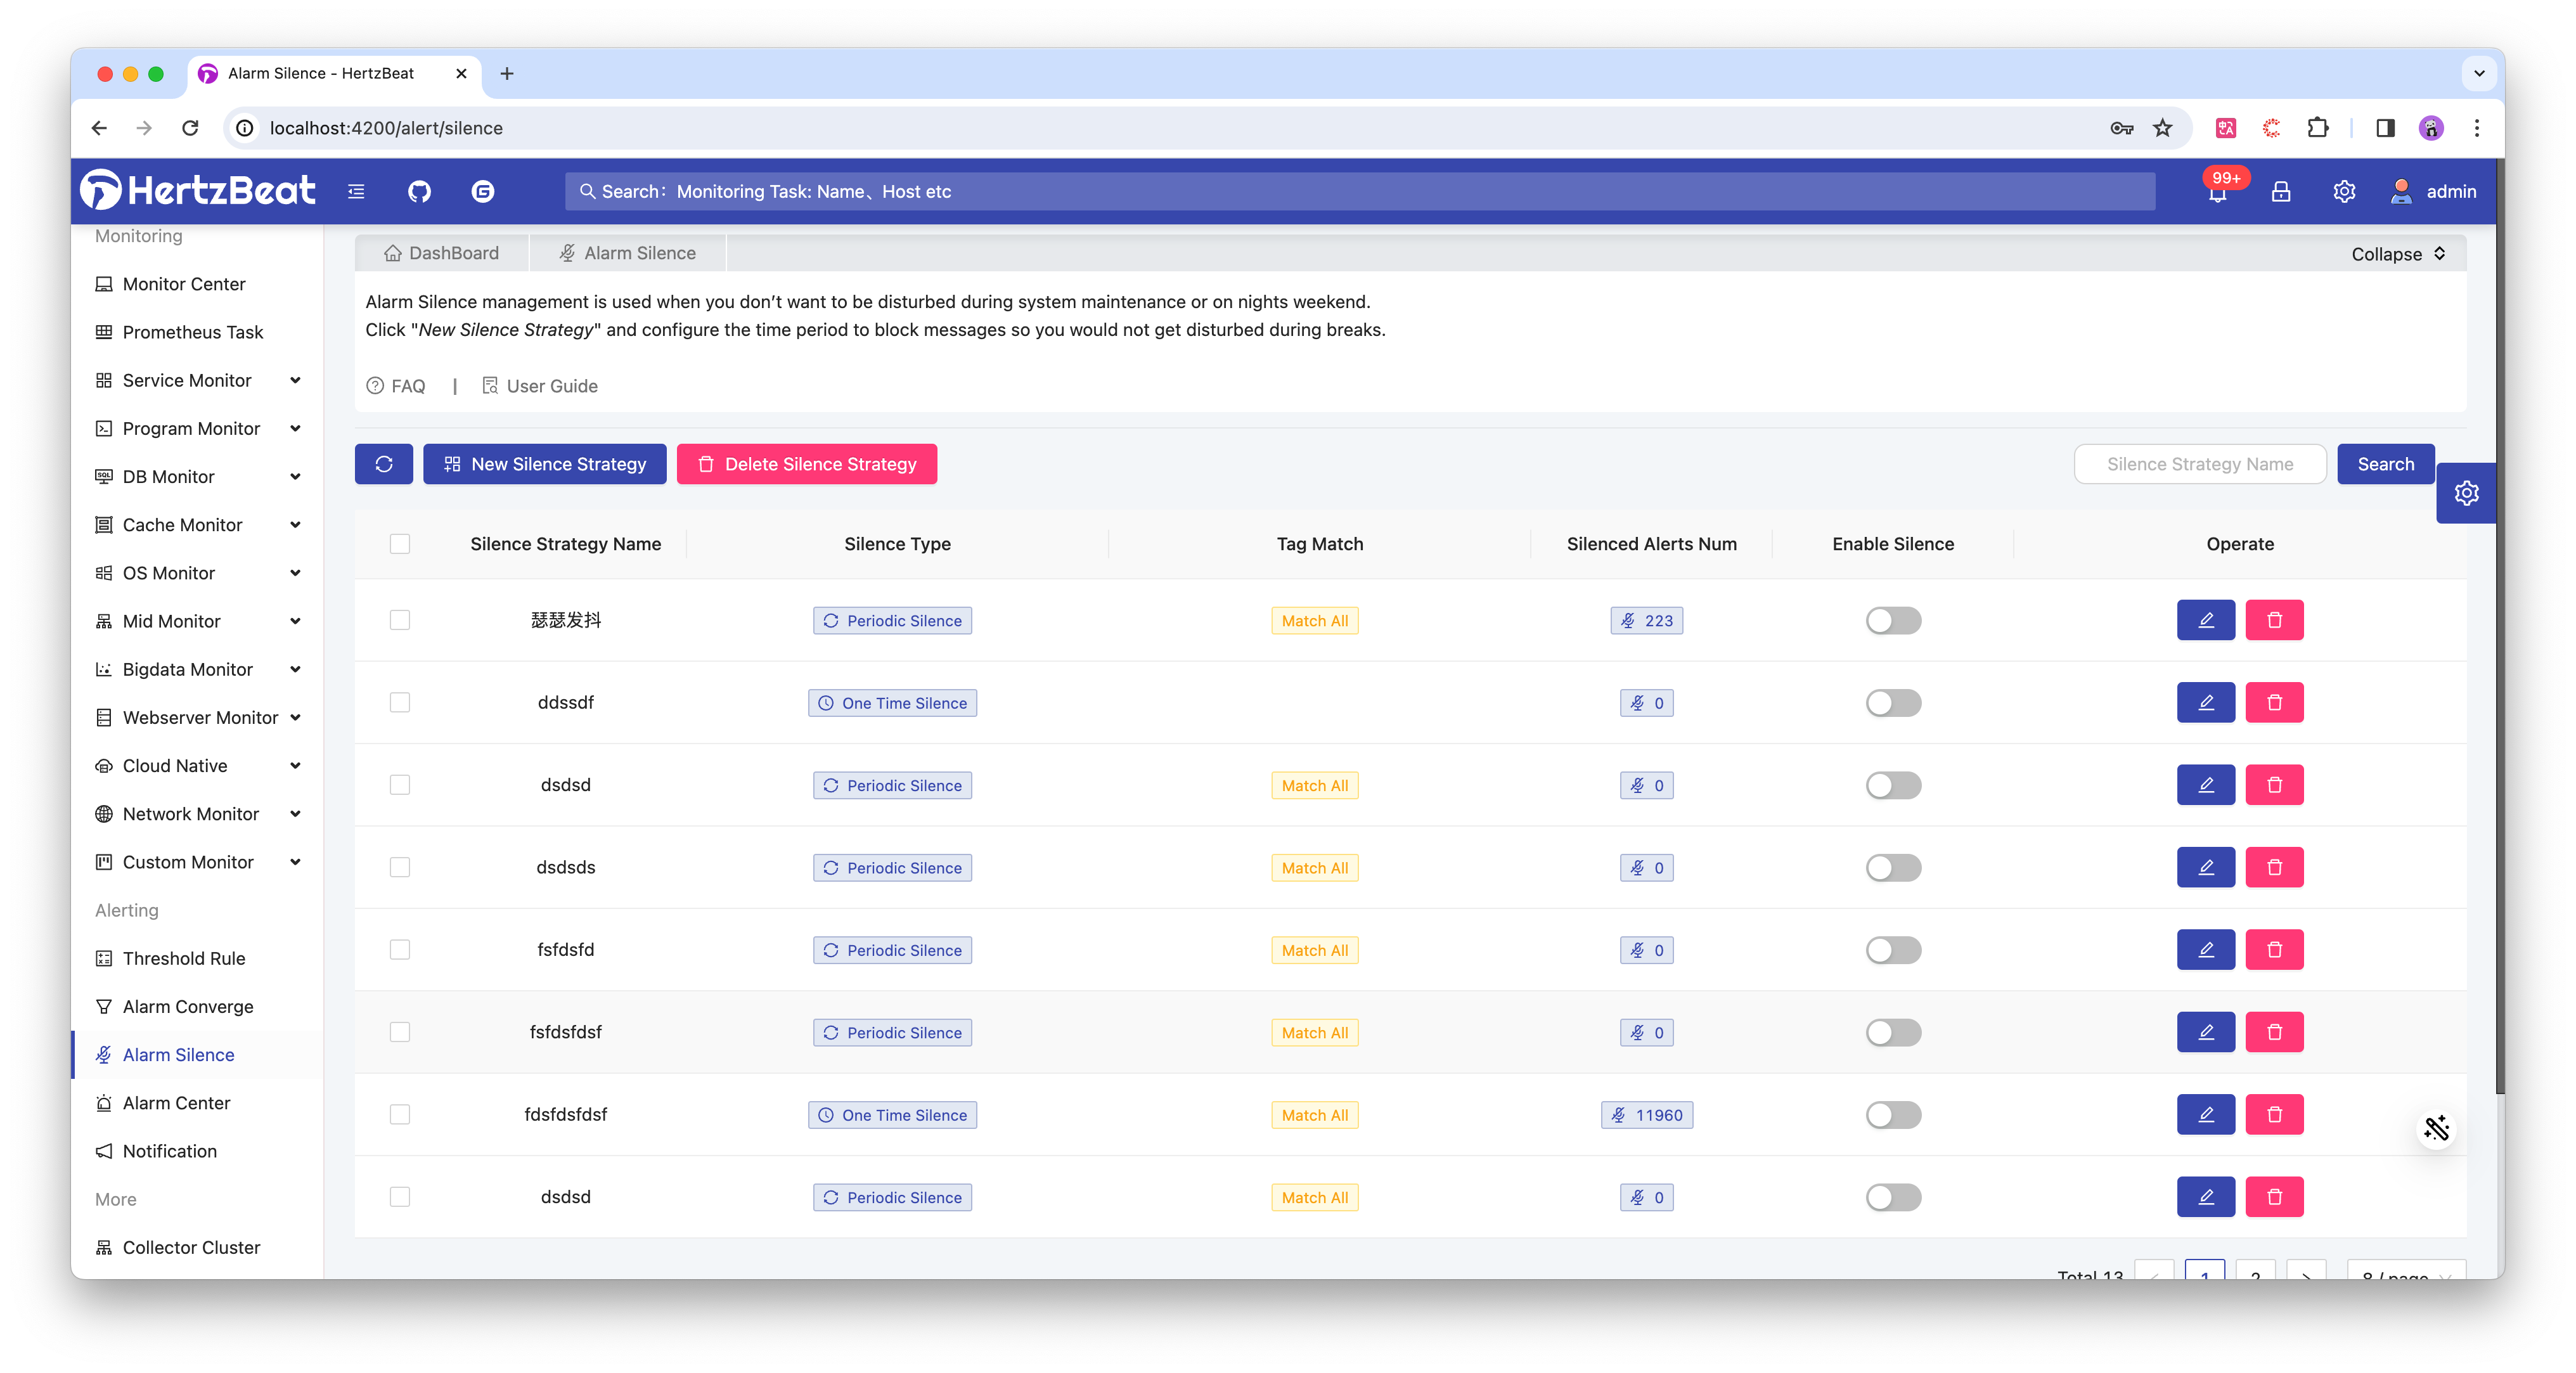 Alarm Silence - HertzBeat
localhost:4200/alert/silence
HertzBeat
Search: Monitoring Task: Name、Host etc
99+
admin
Monitoring
Monitor Center
Prometheus Task
Service Monitor
Program Monitor
DB Monitor
Cache Monitor
OS Monitor
Mid Monitor
Bigdata Monitor
Webserver Monitor
Cloud Native
Network Monitor
Custom Monitor
Alerting
Threshold Rule
Alarm Converge
Alarm Silence
Alarm Center
Notification
More
Collector Cluster
DashBoard Alarm Silence Collapse
Alarm Silence management is used when you don’t want to be disturbed during system maintenance or on nights weekend.
Click "New Silence Strategy" and configure the time period to block messages so you would not get disturbed during breaks.
FAQ | User Guide
New Silence Strategy Delete Silence Strategy Silence Strategy Name Search
Silence Strategy Name Silence Type Tag Match Silenced Alerts Num Enable Silence Operate
瑟瑟发抖 Periodic Silence Match All 223
ddssdf One Time Silence 0
dsdsd Periodic Silence Match All 0
dsdsds Periodic Silence Match All 0
fsfdsfd Periodic Silence Match All 0
fsfdsfdsf Periodic Silence Match All 0
fdsfdsfdsf One Time Silence Match All 11960
dsdsd Periodic Silence Match All 0
Total 13 1 2 8 / page